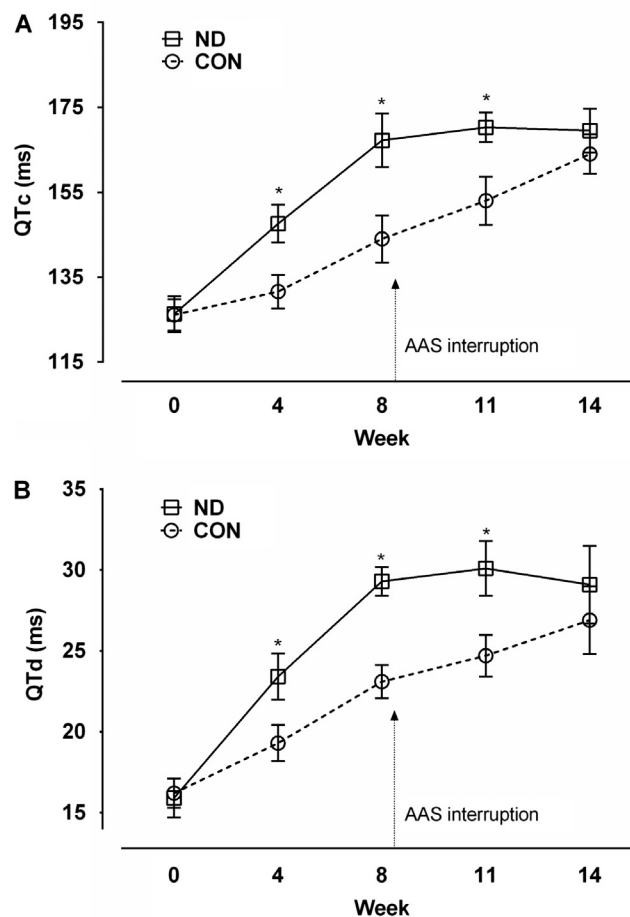 A
195
ND
CON
175
155
135
115
QTc (ms)
*
*
*
AAS interruption
0 4 8 11 14
Week
B
35
ND
CON
30
25
20
15
QTd (ms)
*
*
*
AAS interruption
0 4 8 11 14
Week